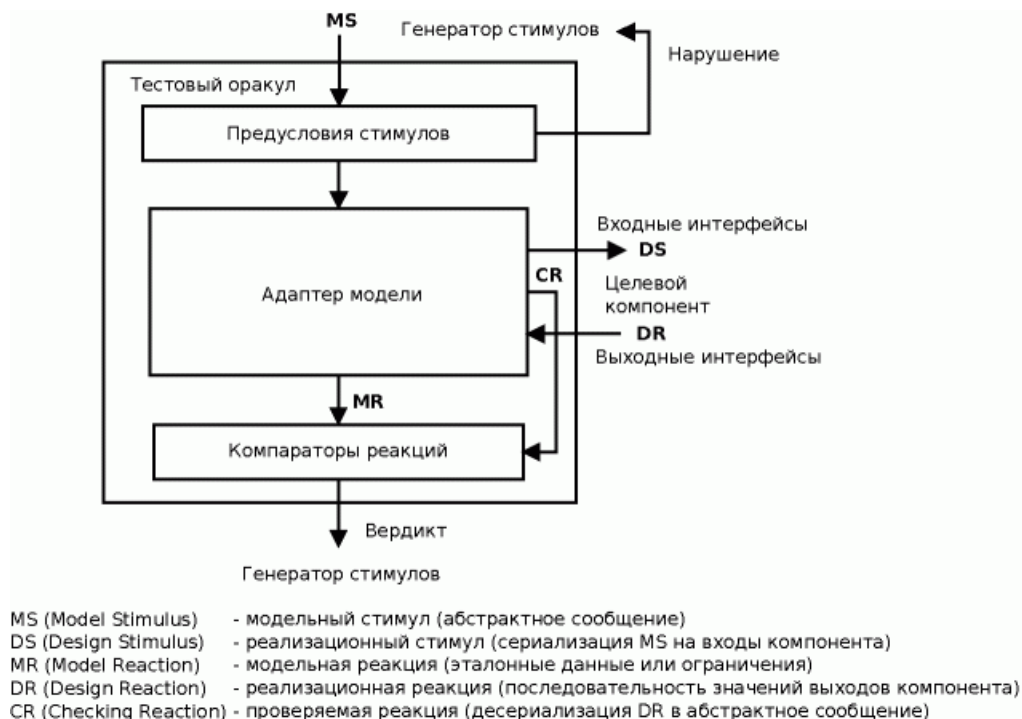 MS
Генератор стимулов
Нарушение
Тестовый оракул
Предусловия стимулов
Входные интерфейсы
DS
CR
Целевой
компонент
Адаптер модели
DR
Выходные интерфейсы
MR
Компараторы реакций
Вердикт
Генератор стимулов
MS (Model Stimulus) - модельный стимул (абстрактное сообщение)
DS (Design Stimulus) - реализационный стимул (сериализация MS на входы компонента)
MR (Model Reaction) - модельная реакция (эталонные данные или ограничения)
DR (Design Reaction) - реализационная реакция (последовательность значений выходов компонента)
CR (Checking Reaction) - проверяемая реакция (десериализация DR в абстрактное сообщение)